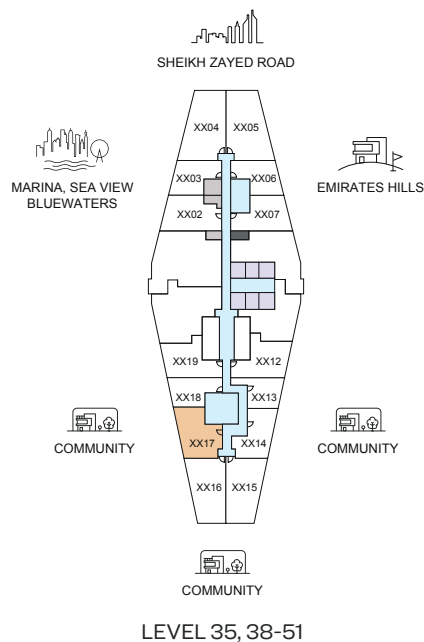 SHEIKH ZAYED ROAD
MARINA, SEA VIEW
BLUEWATERS
EMIRATES HILLS
XX04
XX05
XX03
XX06
XX02
XX07
XX19
XX12
XX18
XX13
XX17
XX14
XX16
XX15
COMMUNITY
COMMUNITY
COMMUNITY
LEVEL 35, 38-51